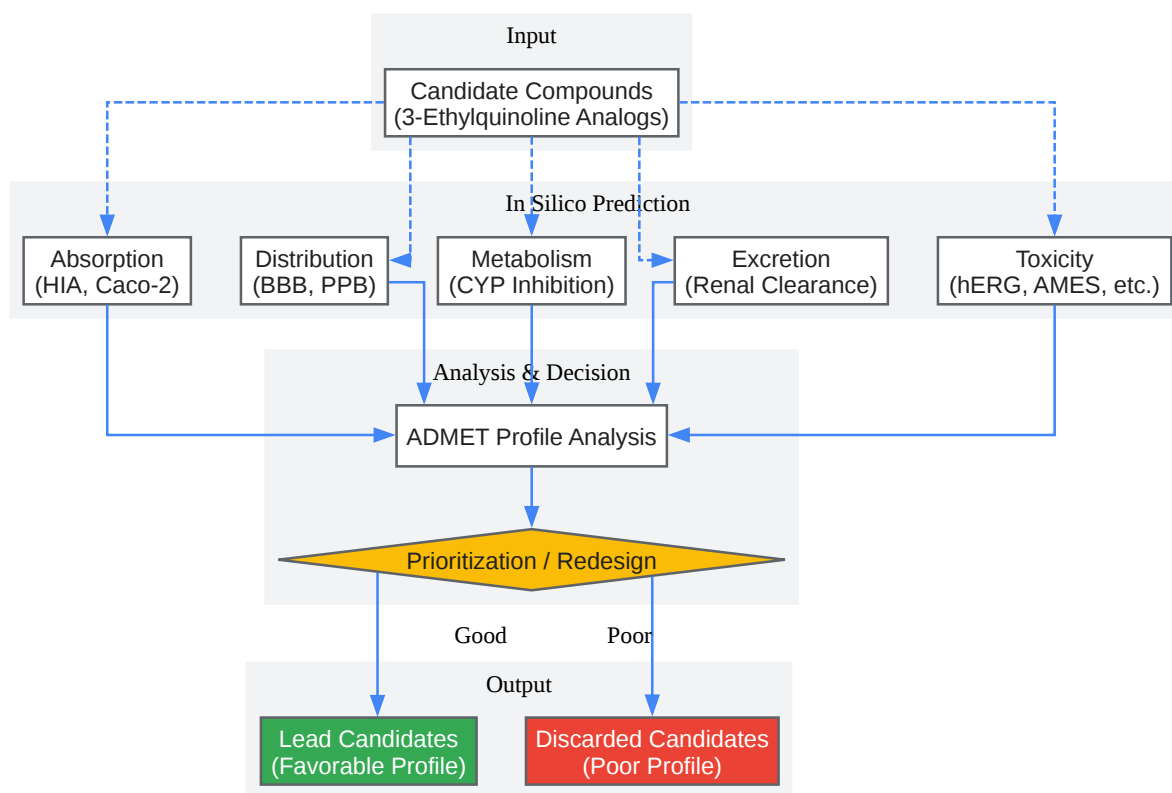 Input
Candidate Compounds
(3-Ethylquinoline Analogs)
In Silico Prediction
Absorption
(HIA, Caco-2)
Distribution
(BBB, PPB)
Metabolism
(CYP Inhibition)
Excretion
(Renal Clearance)
Toxicity
(hERG, AMES, etc.)
Analysis & Decision
ADMET Profile Analysis
Prioritization / Redesign
Good
Poor
Output
Lead Candidates
(Favorable Profile)
Discarded Candidates
(Poor Profile)